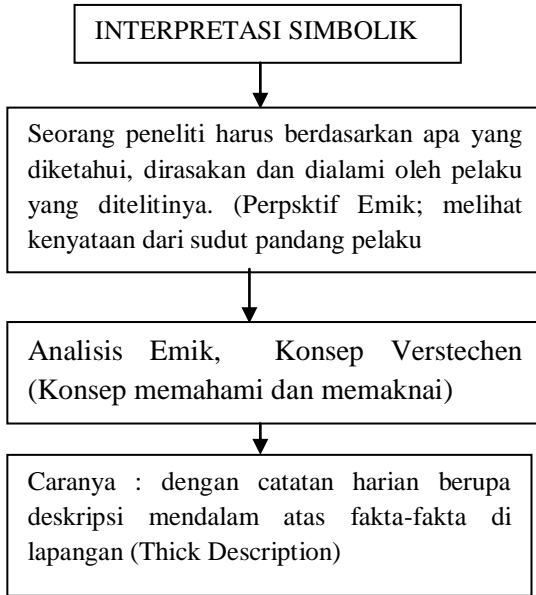 INTERPRETASI SIMBOLIK
Seorang peneliti harus berdasarkan apa yang
diketahui, dirasakan dan dialami oleh pelaku
yang ditelitinya. (Perpsktif Emik; melihat
kenyataan dari sudut pandang pelaku
Analisis Emik, Konsep Verstechen
(Konsep memahami dan memaknai)
Caranya : dengan catatan harian berupa
deskripsi mendalam atas fakta-fakta di
lapangan (Thick Description)